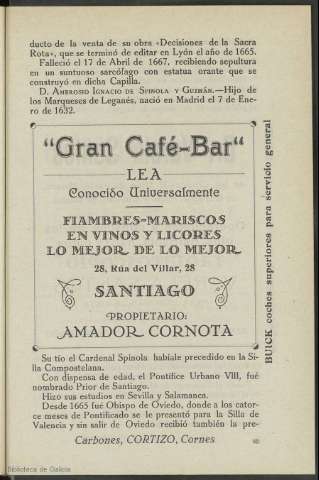 ducto de la venta de su obra «Decisiones de la Sacra
Rota», que se terminó de editar en Lyón el año de 1665.
Falleció el 17 de Abril de 1667, recibiendo sepultura
en un suntuoso sarcófago con estatua orante que se
construyó en dicha Capilla.
D. AMBROSIO IGNACIO DE SPINOLA Y GUZMÁN.—Hijo de
los Marqueses de Leganés, nació en Madrid el 7 de Ene-
ro de 1632.
"Gran Café-Bar"
LEA
Conocido Universalmente
FIAMBRES-MARISCOS
EN VINOS Y LICORES
LO MEJOR DE LO MEJOR
28, Rúa del Villar, 28
SANTIAGO
PROPIETARIO:
AMADOR CORNOTA
BUICK coches superiores para servicio general
Su tío el Cardenal Spínola habíale precedido en la Si-
lla Compostelana.
Con dispensa de edad, el Pontífice Urbano VIII, fué
nombrado Prior de Santiago.
Hizo sus estudios en Sevilla y Salamanca.
Desde 1665 fué Obispo de Oviedo, donde a los cator-
ce meses de Pontificado se le presentó para la Silla de
Valencia y sin salir de Oviedo recibió también la pre-
Carbones, CORTIZO, Cornes
Biblioteca de Galicia